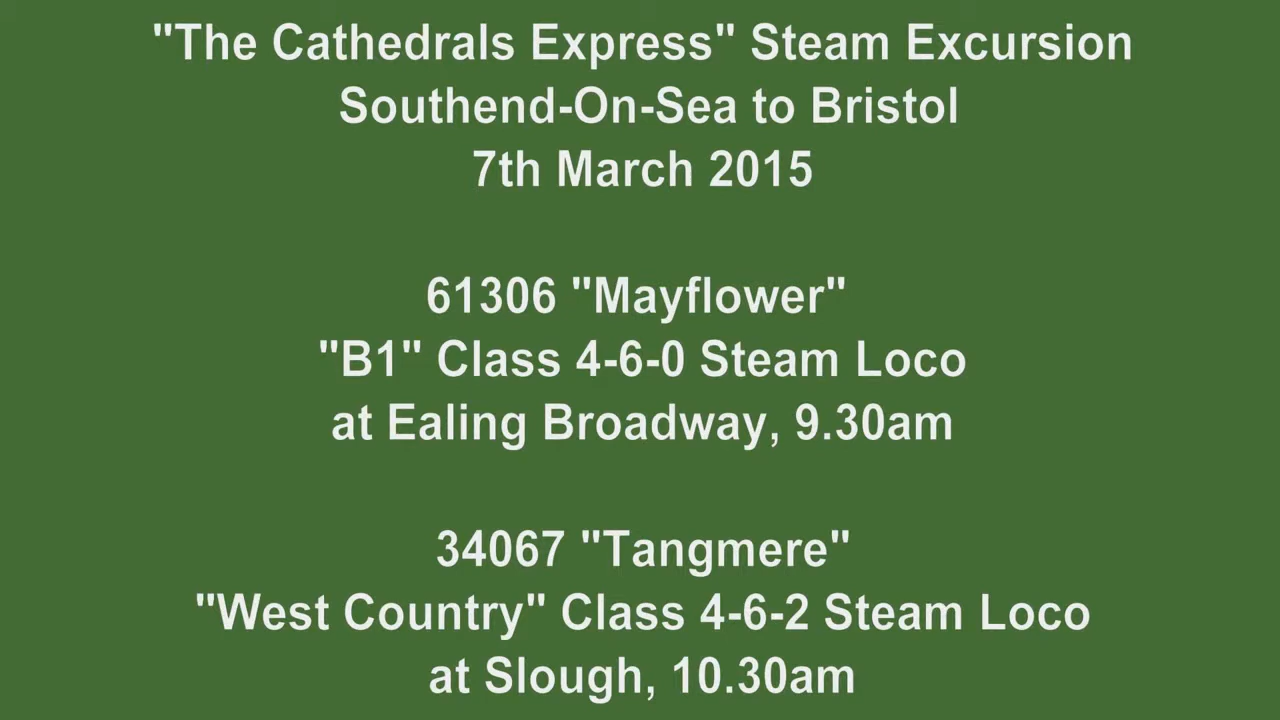 "The Cathedrals Express" Steam Excursion
Southend-On-Sea to Bristol
7th March 2015
61306 "Mayflower"
"B1" Class 4-6-0 Steam Loco
at Ealing Broadway, 9.30am
34067 "Tangmere"
"West Country" Class 4-6-2 Steam Loco
at Slough, 10.30am